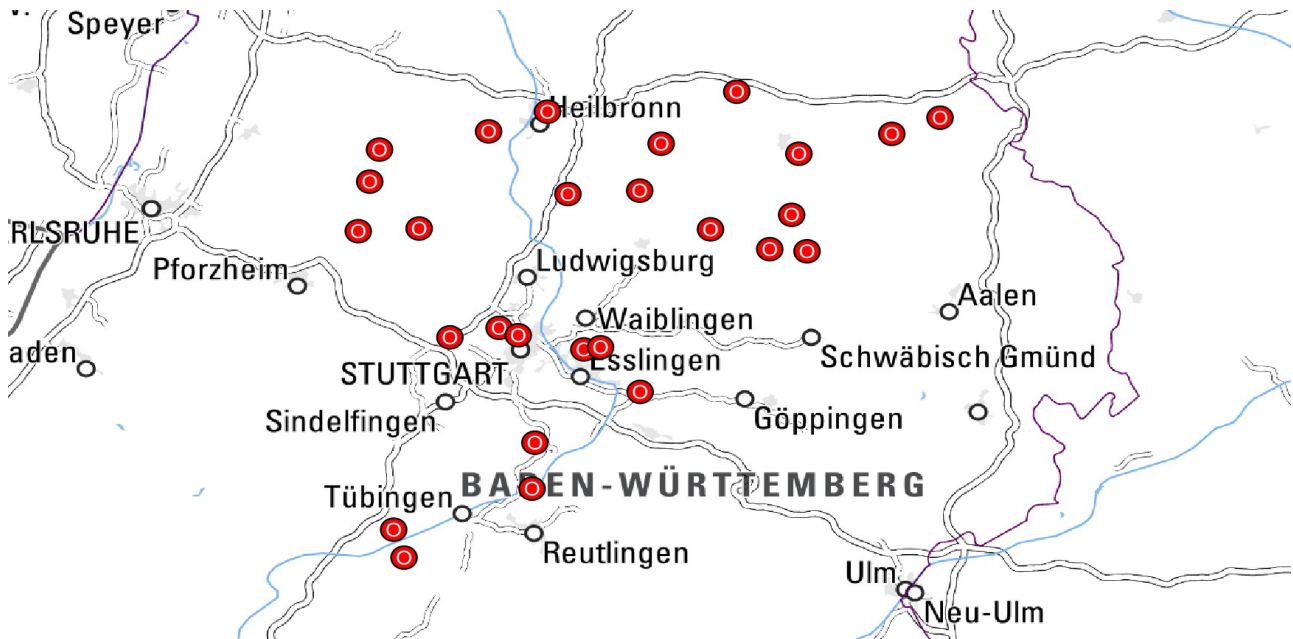 Speyer
Heilbronn
RLSRUHE
Pforzheim
Ludwigsburg
Aalen
Waiblingen
aden
STUTTGART
Esslingen
Schwäbisch Gmünd
Sindelfingen
Göppingen
Tübingen
BADEN-WÜRTTEMBERG
Reutlingen
Ulm
Neu-Ulm